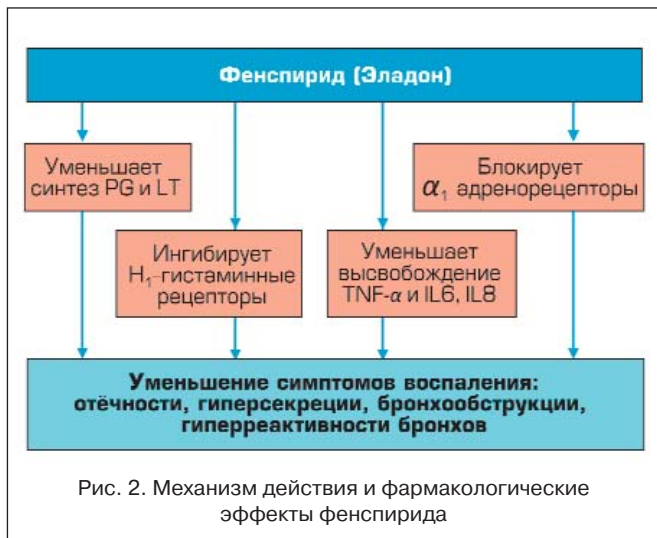 Фенспирид (Эладон)
Уменьшает
синтез PG и LT
Блокирует
α₁ адренорецепторы
Ингибирует
H₁-гистаминные
рецепторы
Уменьшает
высвобождение
TNF-α и IL6, IL8
Уменьшение симптомов воспаления:
отёчности, гиперсекреции, бронхообструкции,
гиперреактивности бронхов
Рис. 2. Механизм действия и фармакологические
эффекты фенспирида